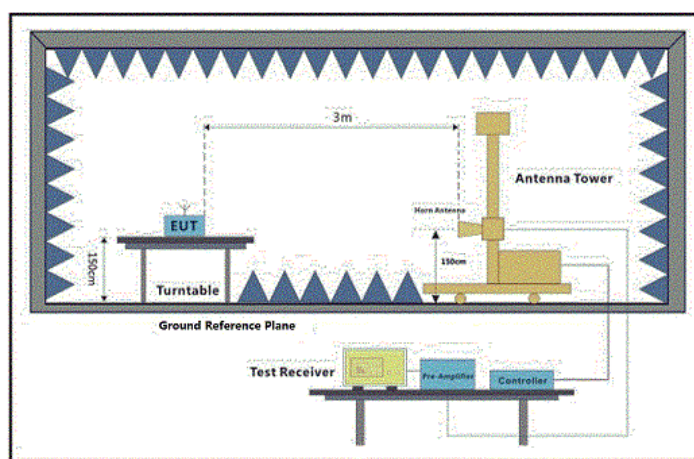 3m
Antenna Tower
Horn Antenna
EUT
150cm
150cm
Turntable
Ground Reference Plane
Test Receiver
Pre-Amplifier
Controller